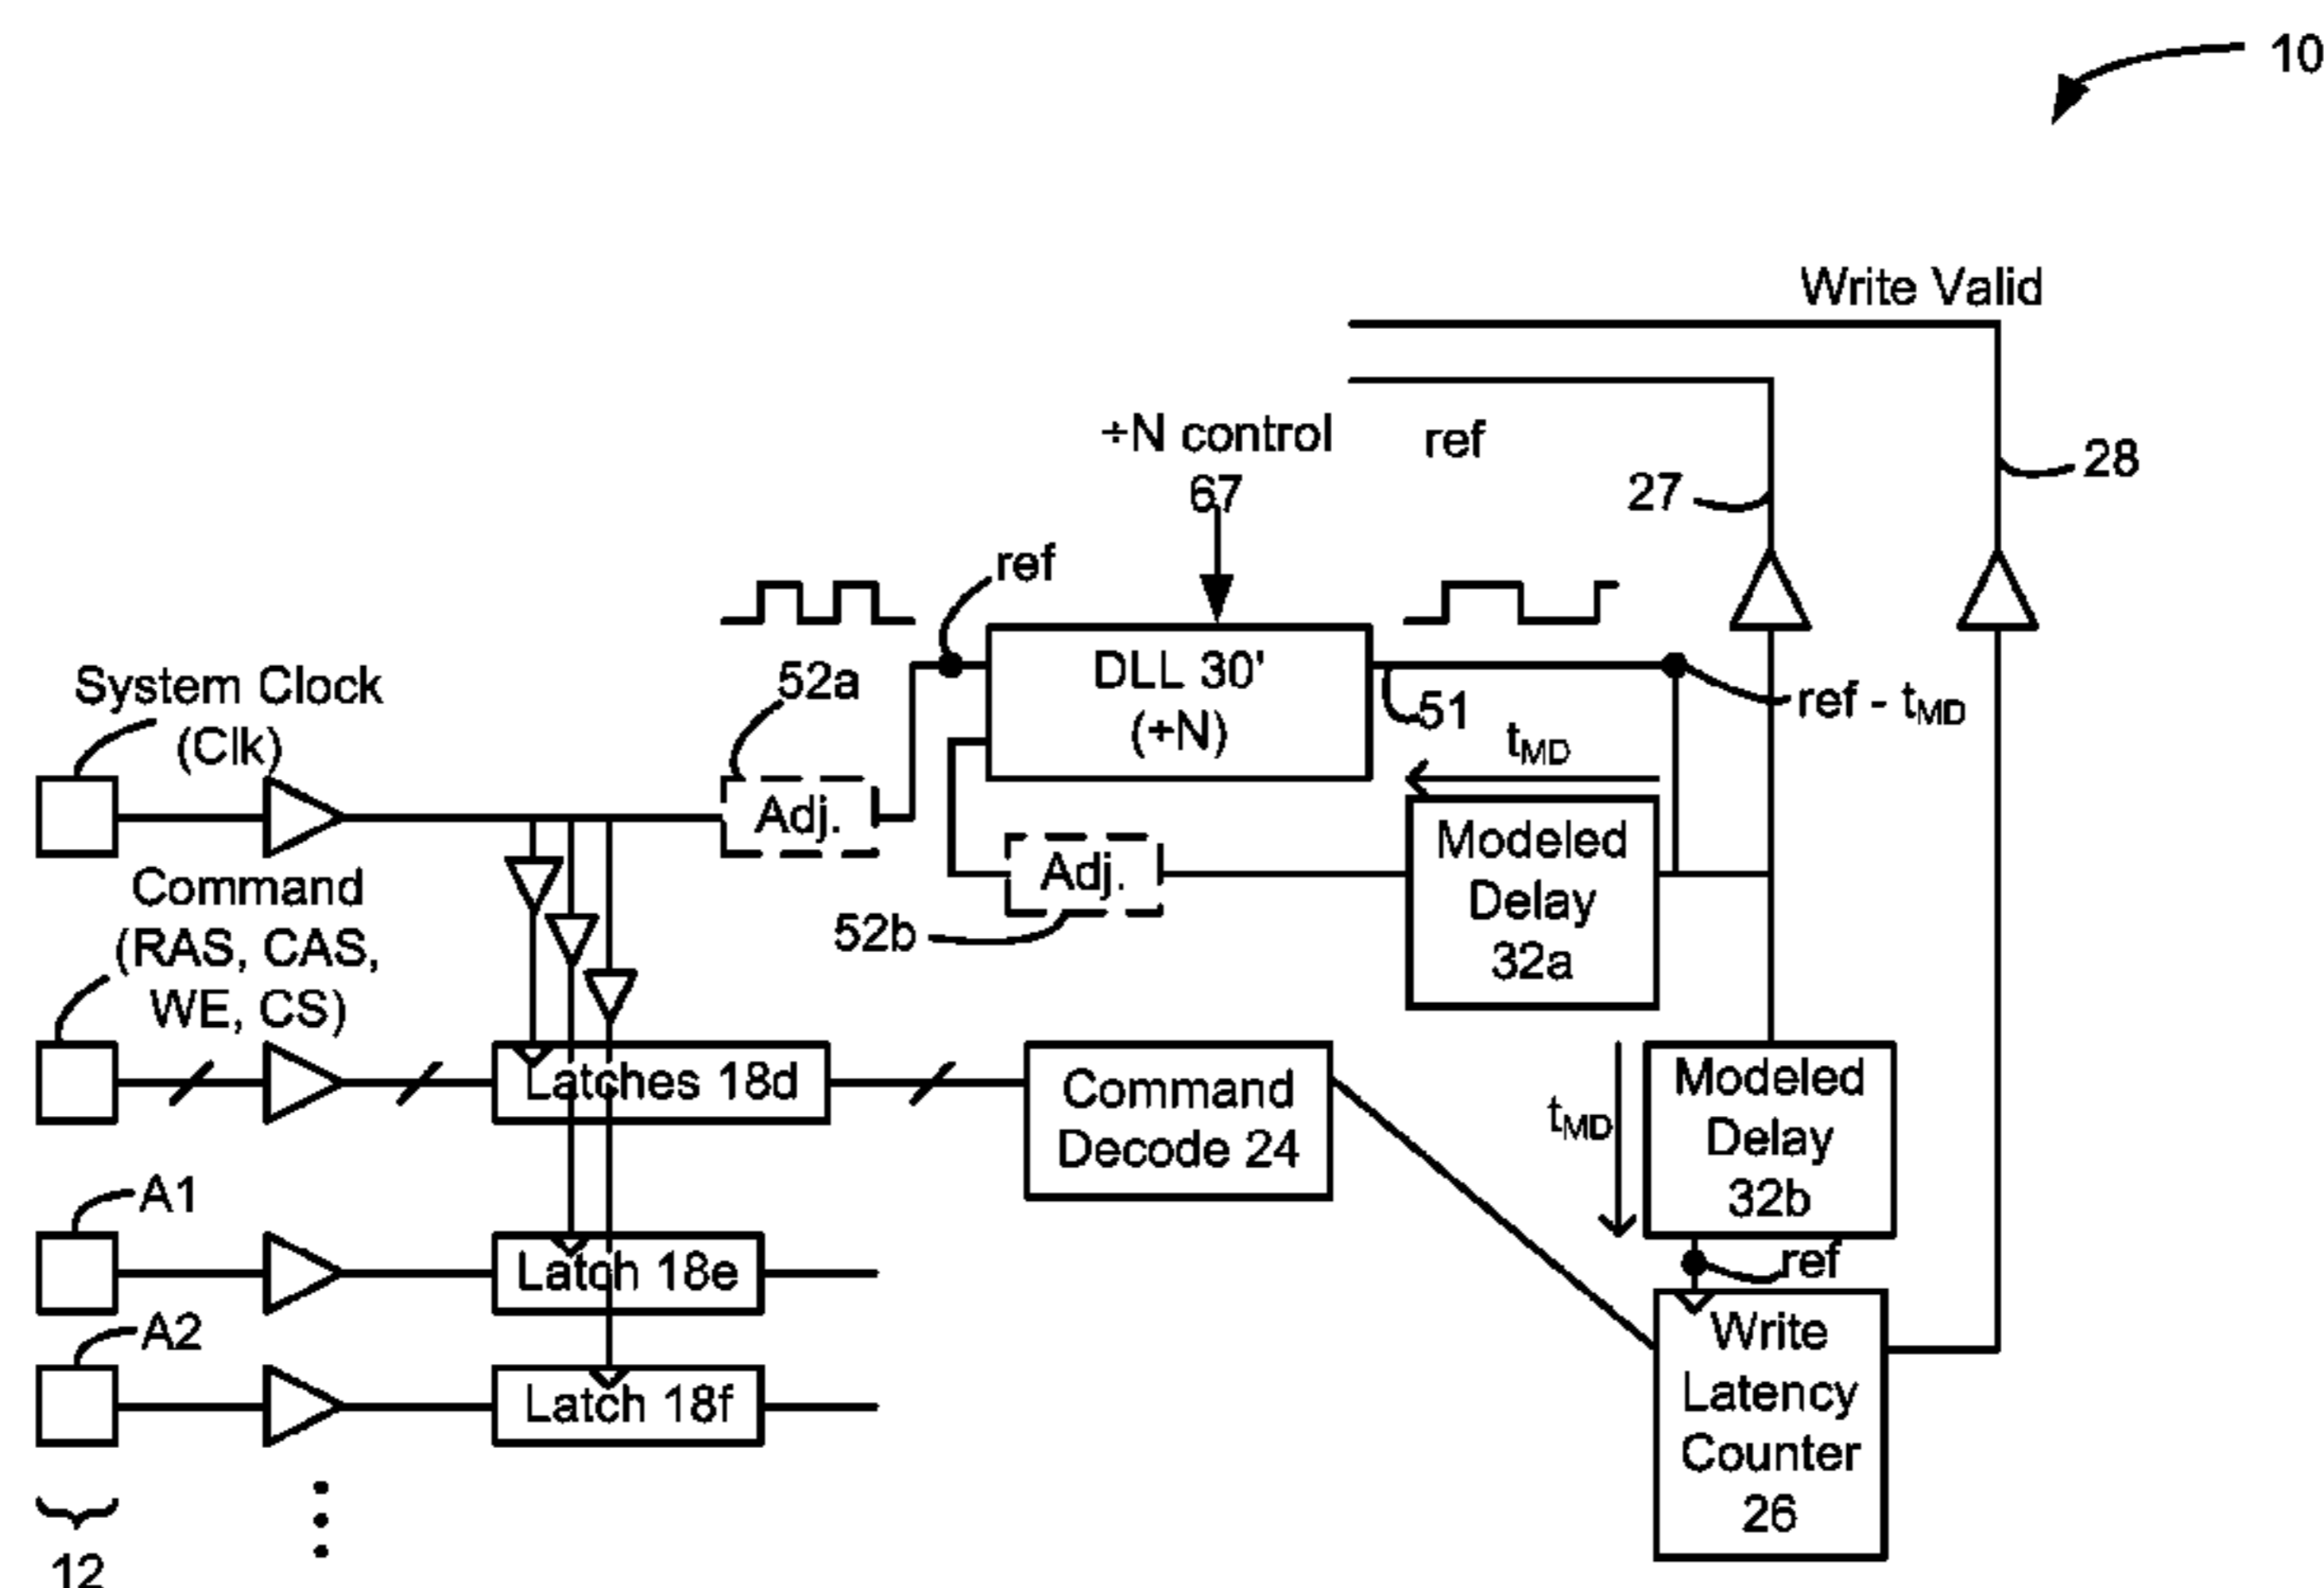 10
Write Valid
÷N control
67
ref
27
28
ref
System Clock
(Clk)
52a
DLL 30'
(÷N)
51
ref - tMD
tMD
Adj.
Adj.
52b
Modeled
Delay
32a
Command
(RAS, CAS,
WE, CS)
Latches 18d
Command
Decode 24
tMD
Modeled
Delay
32b
ref
A1
Latch 18e
A2
Latch 18f
Write
Latency
Counter
26
12